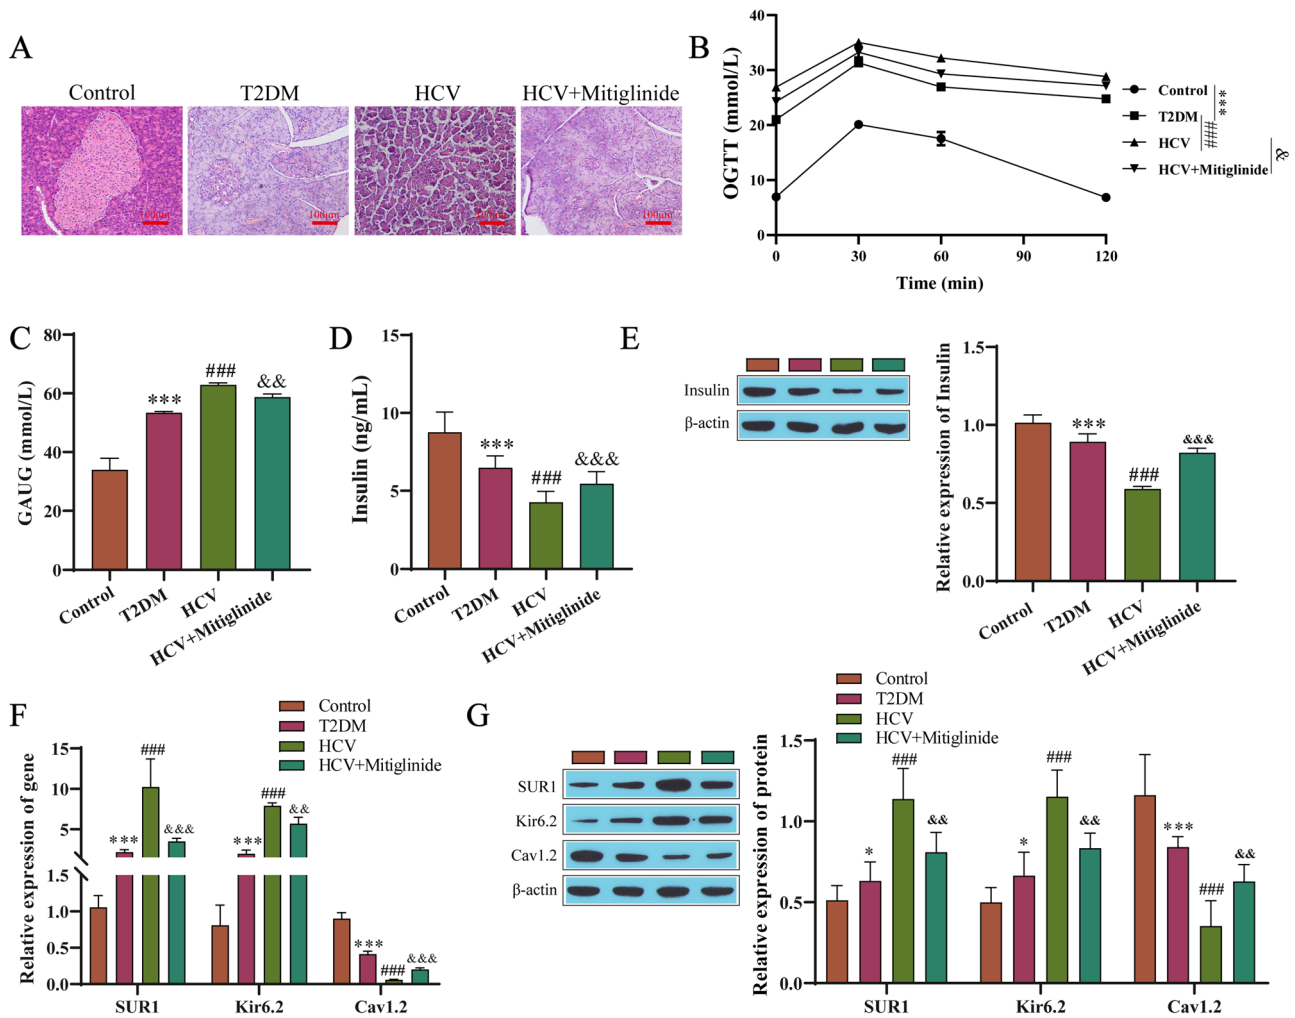 A
Control
T2DM
HCV
HCV+Mitiglinide
100μm
100μm
100μm
100μm
B
OGTT (mmol/L)
40
30
20
10
0
0
30
60
90
120
Time (min)
Control
T2DM
HCV
HCV+Mitiglinide
***
###
&
C
GAUG (mmol/L)
80
60
40
20
0
***
###
&&
Control
T2DM
HCV
HCV+Mitiglinide
D
Insulin (ng/mL)
15
10
5
0
***
###
&&&
Control
T2DM
HCV
HCV+Mitiglinide
E
Insulin
β-actin
Relative expression of Insulin
1.5
1.0
0.5
0.0
***
###
&&&
Control
T2DM
HCV
HCV+Mitiglinide
F
Control
T2DM
HCV
HCV+Mitiglinide
Relative expression of gene
15
10
5
1.5
1.0
0.5
0.0
***
###
&&&
***
###
&&
***
###
&&&
SUR1
Kir6.2
Cav1.2
G
SUR1
Kir6.2
Cav1.2
β-actin
Control
T2DM
HCV
HCV+Mitiglinide
Relative expression of protein
1.5
1.0
0.5
0.0
*
###
&&
*
###
&&
***
###
&&
SUR1
Kir6.2
Cav1.2